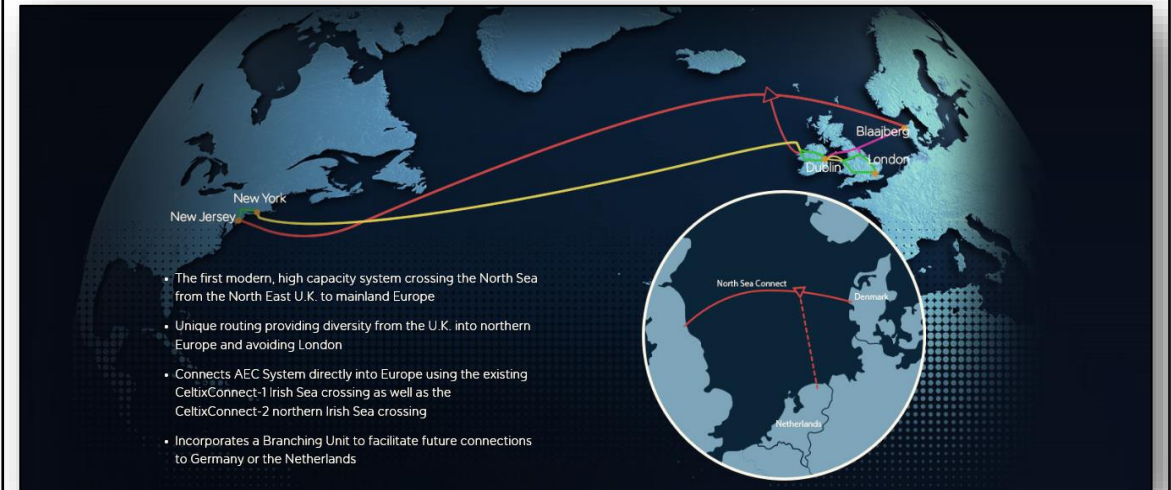 Blaajberg
London
Dublin
New York
New Jersey
• The first modern, high capacity system crossing the North Sea
from the North East U.K. to mainland Europe
• Unique routing providing diversity from the U.K. into northern
Europe and avoiding London
• Connects AEC System directly into Europe using the existing
CeltixConnect-1 Irish Sea crossing as well as the
CeltixConnect-2 northern Irish Sea crossing
• Incorporates a Branching Unit to facilitate future connections
to Germany or the Netherlands
North Sea Connect
Denmark
Netherlands